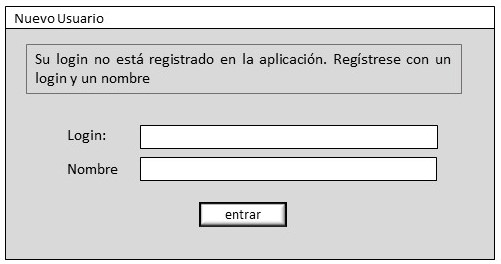 Nuevo Usuario
Su login no está registrado en la aplicación. Regístrese con un
login y un nombre
Login:
Nombre
entrar